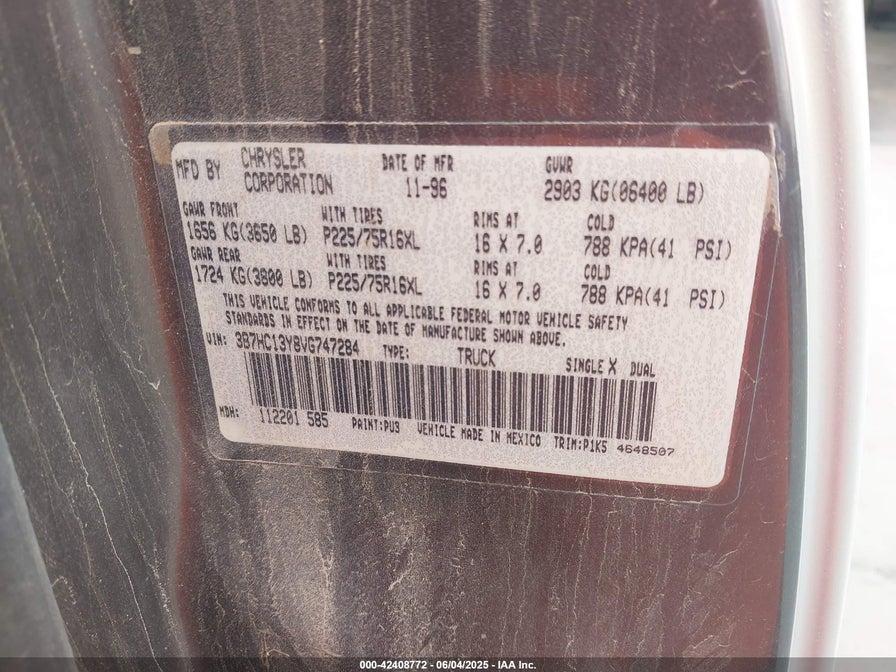 MFD BY CHRYSLER CORPORATION DATE OF MFR 11-96 GVWR 2903 KG(06400 LB)
GAWR FRONT WITH TIRES RIMS AT COLD
1656 KG(3650 LB) P225/75R16XL 16 X 7.0 788 KPA(41 PSI)
GAWR REAR WITH TIRES RIMS AT COLD
1724 KG(3800 LB) P225/75R16XL 16 X 7.0 788 KPA(41 PSI)
THIS VEHICLE CONFORMS TO ALL APPLICABLE FEDERAL MOTOR VEHICLE SAFETY
STANDARDS IN EFFECT ON THE DATE OF MANUFACTURE SHOWN ABOVE.
VIN: 3B7HC13Y8VG747284 TYPE: TRUCK SINGLE X DUAL
MDH: 112201 585 PAINT:PU3 VEHICLE MADE IN MEXICO TRIM:P1K5 4648507
000-42408772 - 06/04/2025 - IAA Inc.